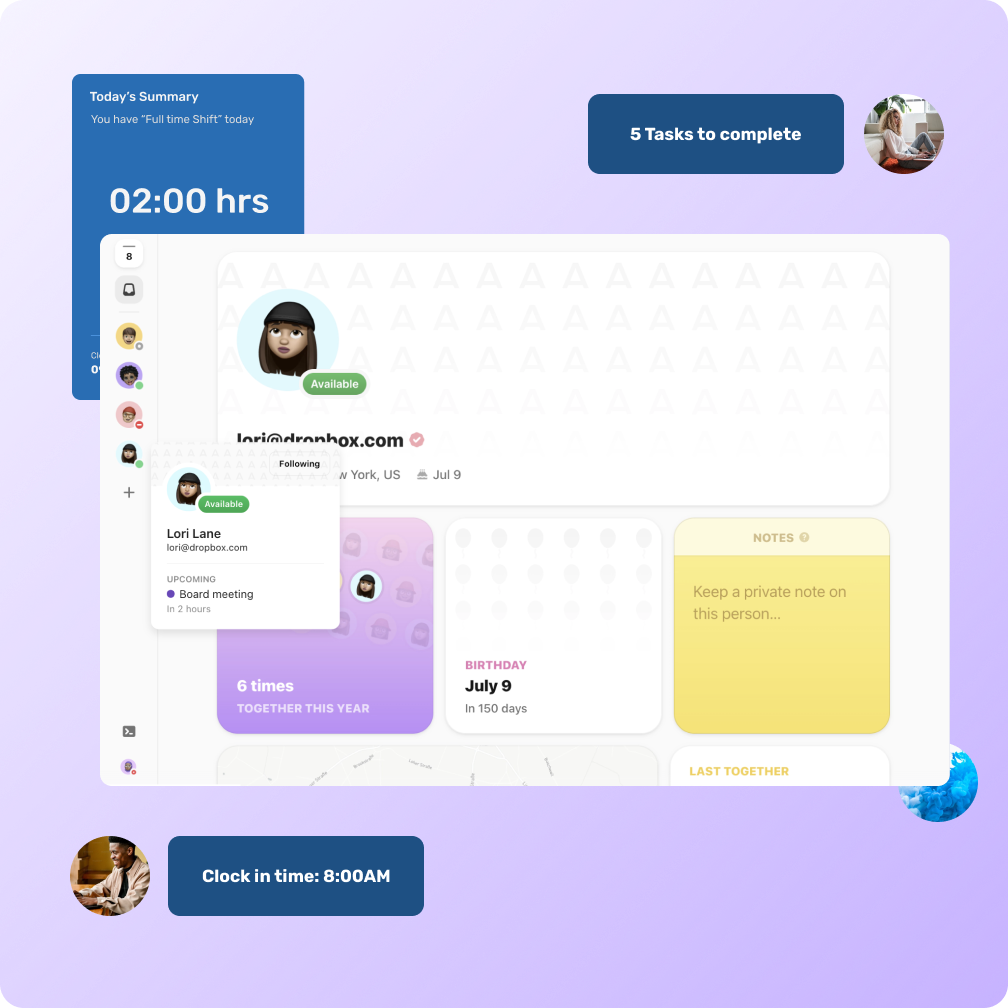 Today's Summary
You have “Full time Shift” today
02:00 hrs
5 Tasks to complete
8
Available
lori@dropbox.com
York, US
Jul 9
Following
Available
Lori Lane
lori@dropbox.com
UPCOMING
Board meeting
In 2 hours
6 times
TOGETHER THIS YEAR
BIRTHDAY
July 9
In 150 days
NOTES ?
Keep a private note on
this person...
LAST TOGETHER
Clock in time: 8:00AM